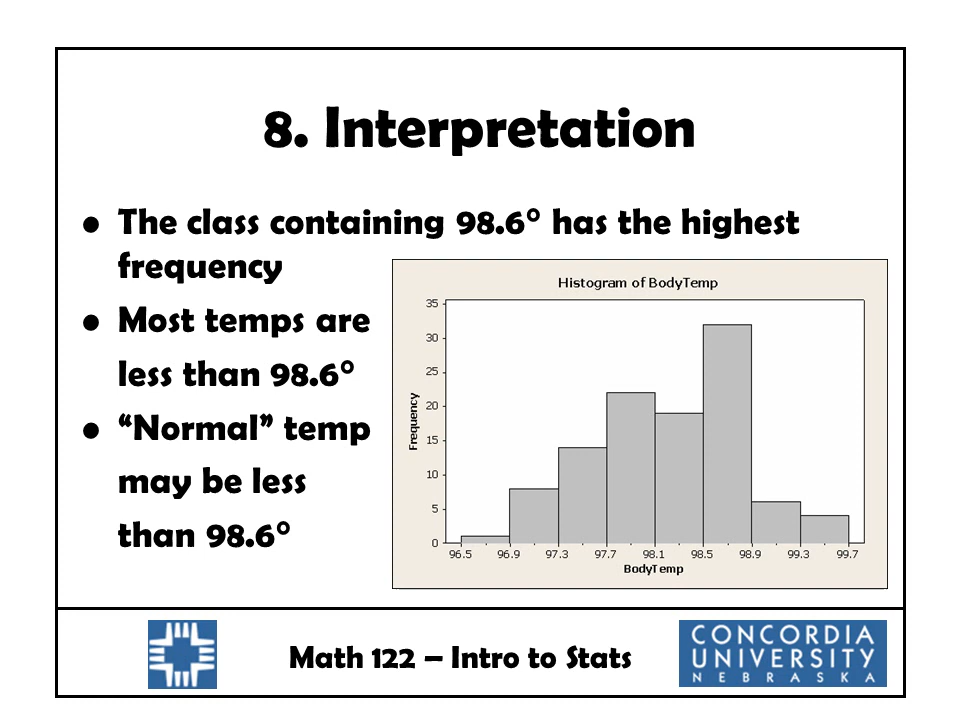 8. Interpretation
• The class containing 98.6° has the highest
frequency
• Most temps are
less than 98.6°
• “Normal” temp
may be less
than 98.6°
Histogram of BodyTemp
35
30
25
20
15
10
5
0
Frequency
96.5 96.9 97.3 97.7 98.1 98.5 98.9 99.3 99.7
BodyTemp
Math 122 – Intro to Stats
CONCORDIA
UNIVERSITY
NEBRASKA